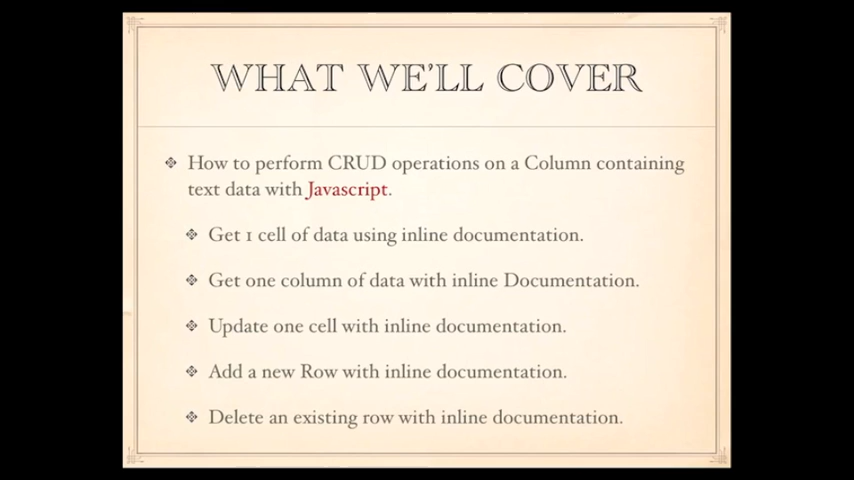 WHAT WE'LL COVER
How to perform CRUD operations on a Column containing
text data with Javascript.
Get 1 cell of data using inline documentation.
Get one column of data with inline Documentation.
Update one cell with inline documentation.
Add a new Row with inline documentation.
Delete an existing row with inline documentation.